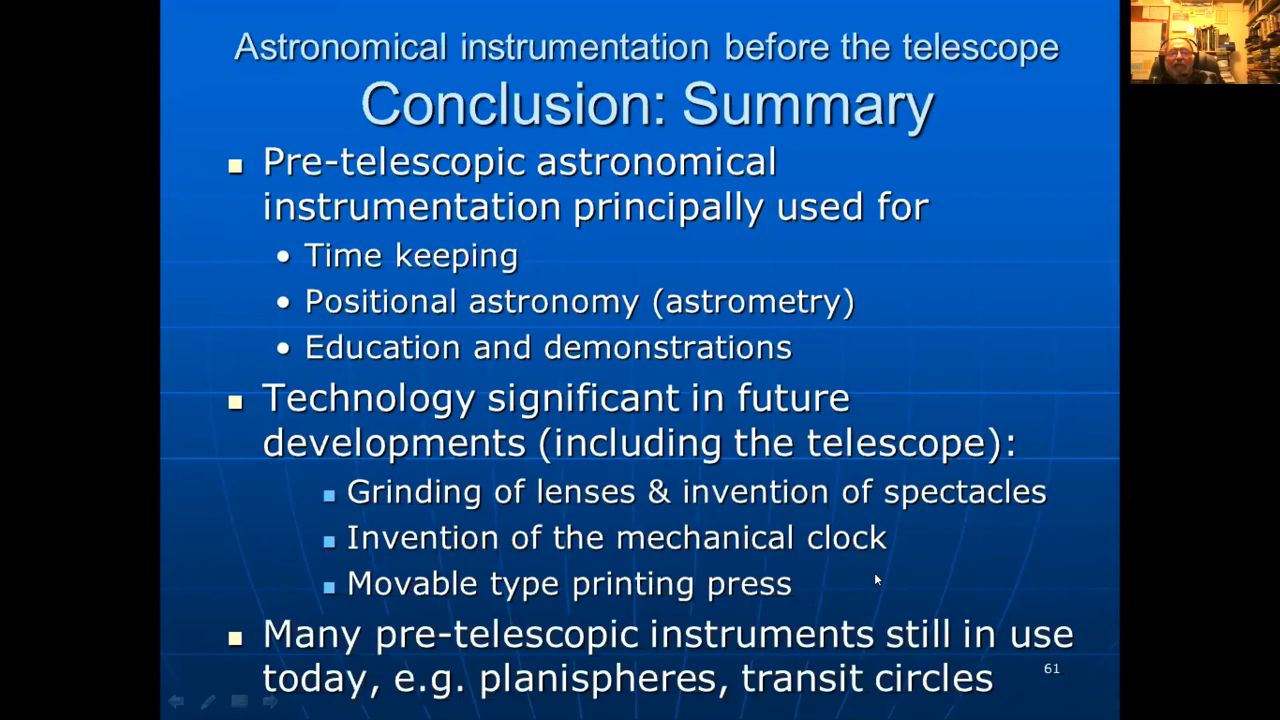 Astronomical instrumentation before the telescope
Conclusion: Summary
Pre-telescopic astronomical
instrumentation principally used for
Time keeping
Positional astronomy (astrometry)
Education and demonstrations
Technology significant in future
developments (including the telescope):
Grinding of lenses & invention of spectacles
Invention of the mechanical clock
Movable type printing press
Many pre-telescopic instruments still in use
today, e.g. planispheres, transit circles
61